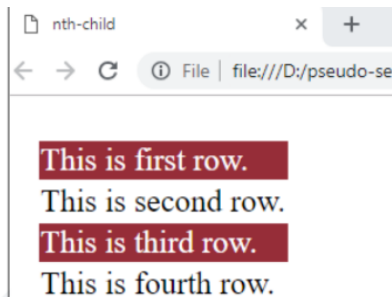 nth-child
File file:///D:/pseudo-se
This is first row.
This is second row.
This is third row.
This is fourth row.